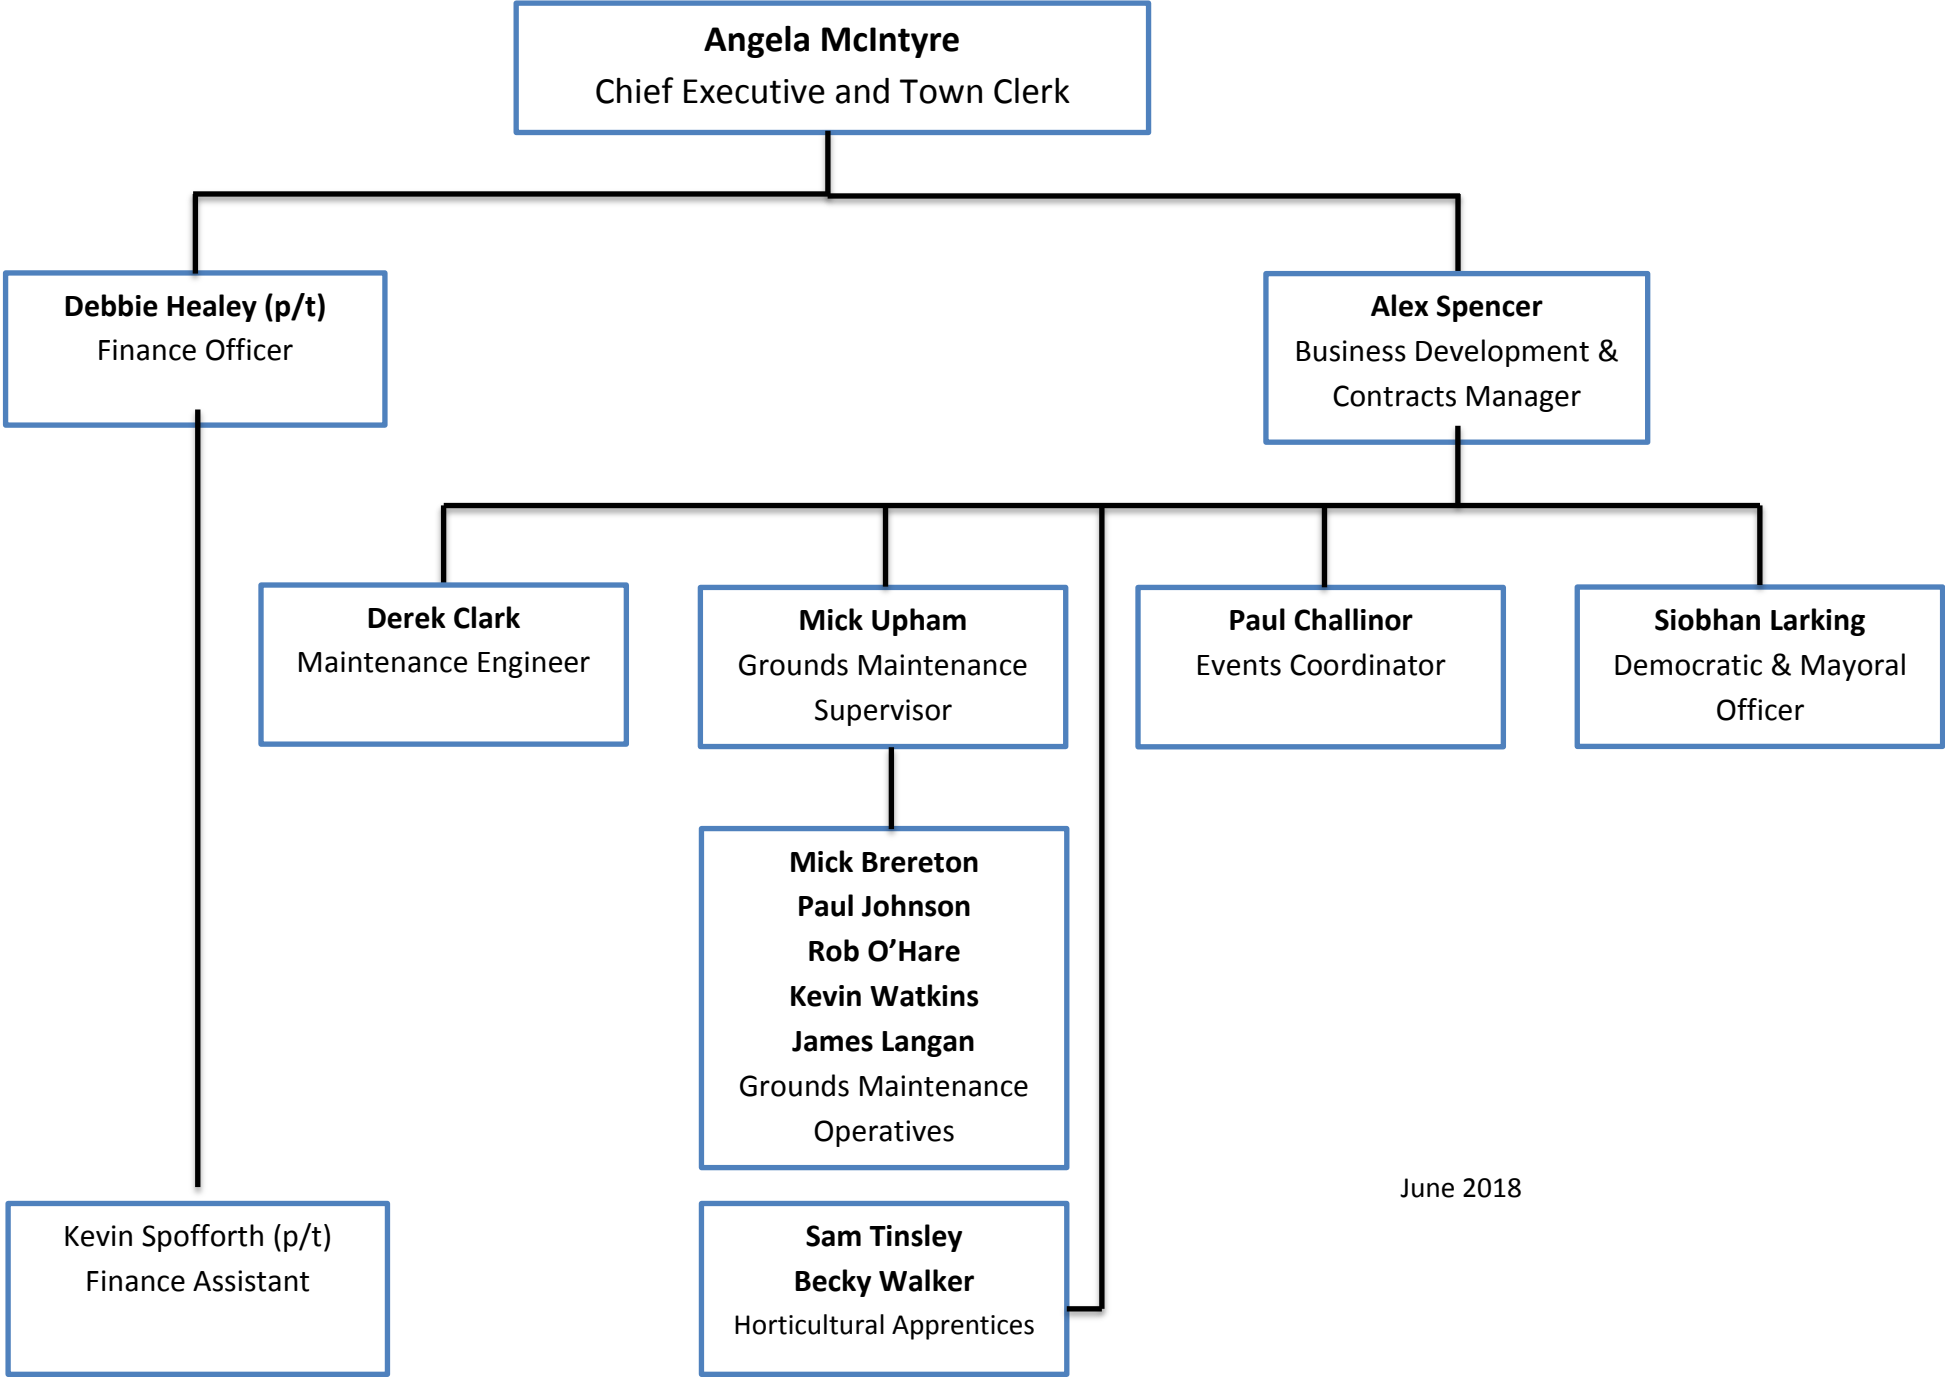 Angela McIntyre
Chief Executive and Town Clerk
Debbie Healey (p/t)
Finance Officer
Alex Spencer
Business Development &
Contracts Manager
Derek Clark
Maintenance Engineer
Mick Upham
Grounds Maintenance
Supervisor
Paul Challinor
Events Coordinator
Siobhan Larking
Democratic & Mayoral
Officer
Mick Brereton
Paul Johnson
Rob O’Hare
Kevin Watkins
James Langan
Grounds Maintenance
Operatives
June 2018
Kevin Spofforth (p/t)
Finance Assistant
Sam Tinsley
Becky Walker
Horticultural Apprentices